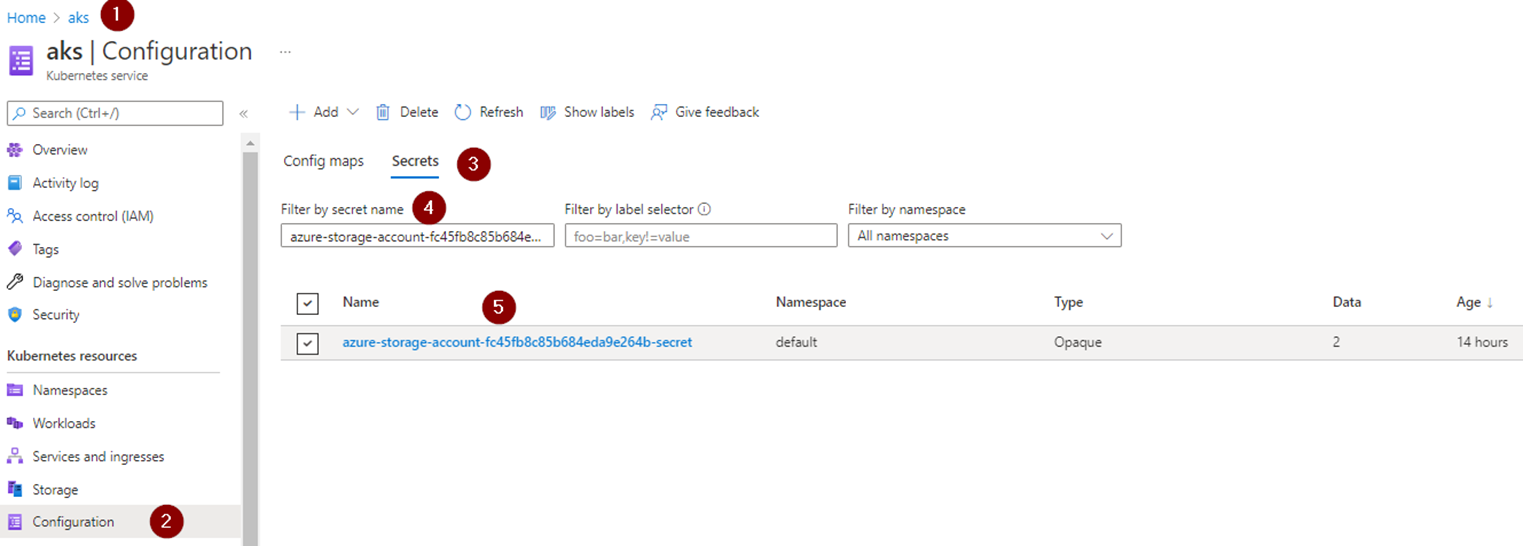 Home > aks 1
aks | Configuration ...
Kubernetes service
Search (Ctrl+/) «
Overview
Activity log
Access control (IAM)
Tags
Diagnose and solve problems
Security
Kubernetes resources
Namespaces
Workloads
Services and ingresses
Storage
Configuration 2
Add Delete Refresh Show labels Give feedback
Config maps Secrets 3
Filter by secret name 4 Filter by label selector Filter by namespace
azure-storage-account-fc45fb8c85b684e... foo=bar,key!=value All namespaces
Name 5 Namespace Type Data Age ↓
azure-storage-account-fc45fb8c85b684eda9e264b-secret default Opaque 2 14 hours